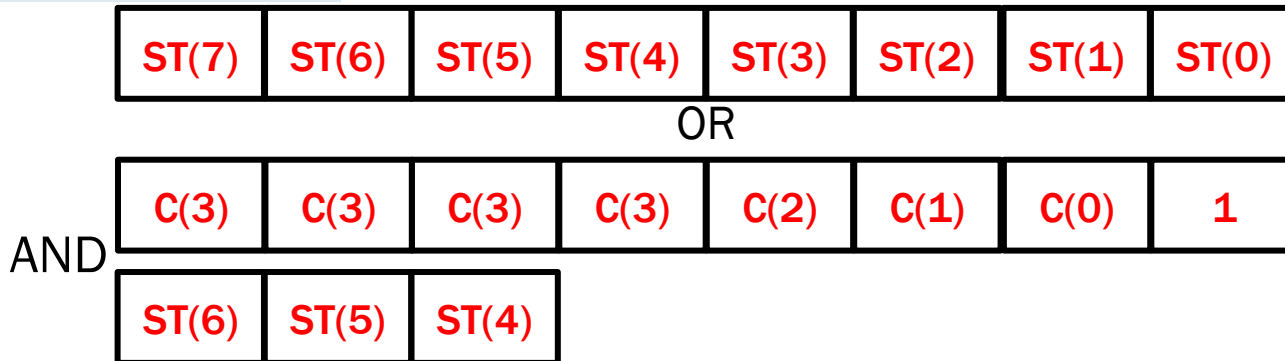 ST(7) ST(6) ST(5) ST(4) ST(3) ST(2) ST(1) ST(0)
OR
C(3) C(3) C(3) C(3) C(2) C(1) C(0) 1
AND
ST(6) ST(5) ST(4)